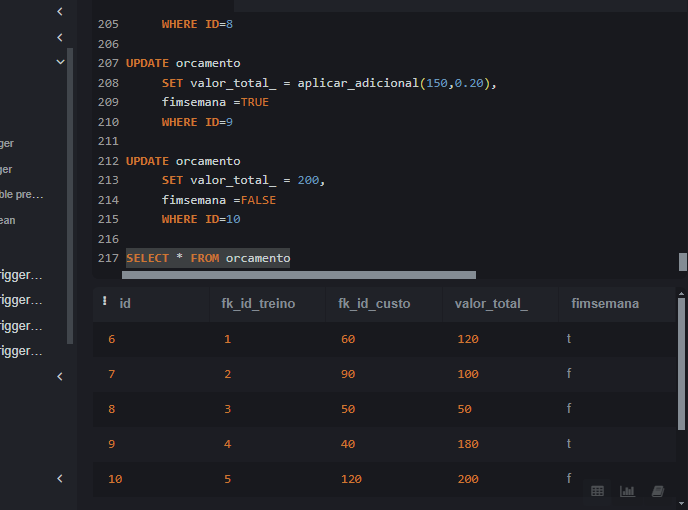 205 WHERE ID=8
206
207 UPDATE orcamento
208 SET valor_total_ = aplicar_adicional(150,0.20),
209 fimsemana =TRUE
210 WHERE ID=9
211
212 UPDATE orcamento
213 SET valor_total_ = 200,
214 fimsemana =FALSE
215 WHERE ID=10
216
217 SELECT * FROM orcamento
ger
ger
ble pre...
ean
rigger...
rigger...
rigger...
rigger...
id fk_id_treino fk_id_custo valor_total_ fimsemana
6 1 60 120 t
7 2 90 100 f
8 3 50 50 f
9 4 40 180 t
10 5 120 200 f